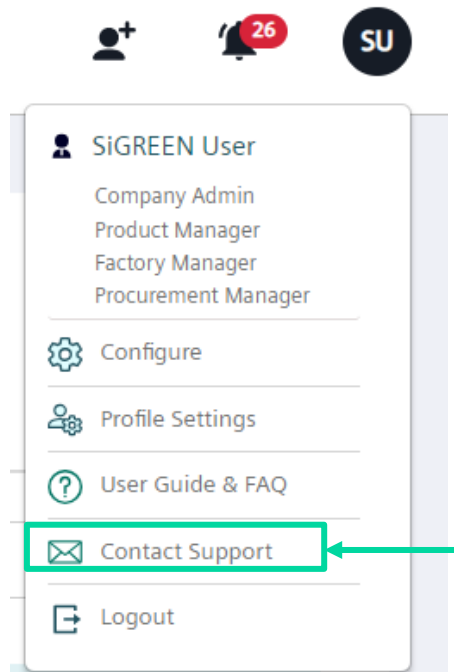 26
SU
SiGREEN User
Company Admin
Product Manager
Factory Manager
Procurement Manager
Configure
Profile Settings
User Guide & FAQ
Contact Support
Logout